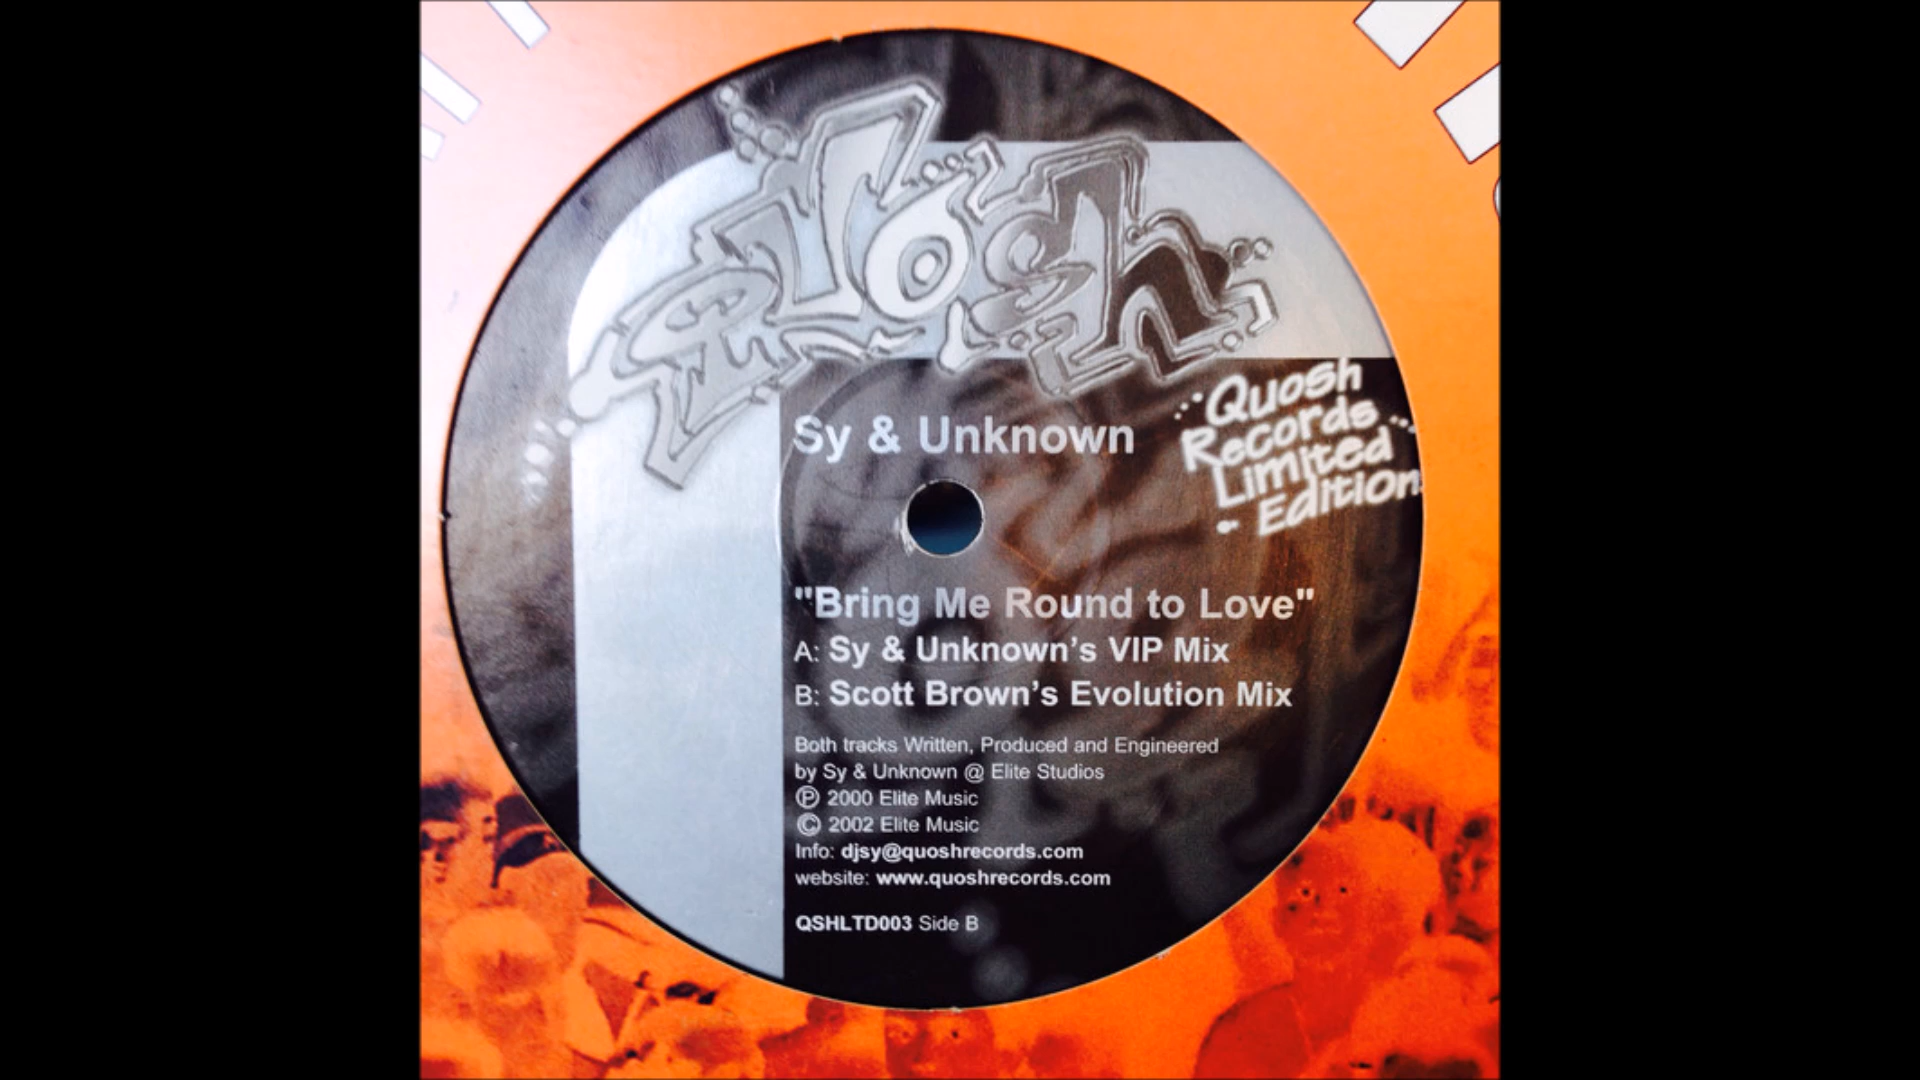 Quosh
Sy & Unknown
Quosh
Records
Limited
Edition
"Bring Me Round to Love"
A: Sy & Unknown’s VIP Mix
B: Scott Brown’s Evolution Mix
Both tracks Written, Produced and Engineered
by Sy & Unknown @ Elite Studios
℗ 2000 Elite Music
© 2002 Elite Music
Info: djsy@quoshrecords.com
website: www.quoshrecords.com
QSHLTD003 Side B